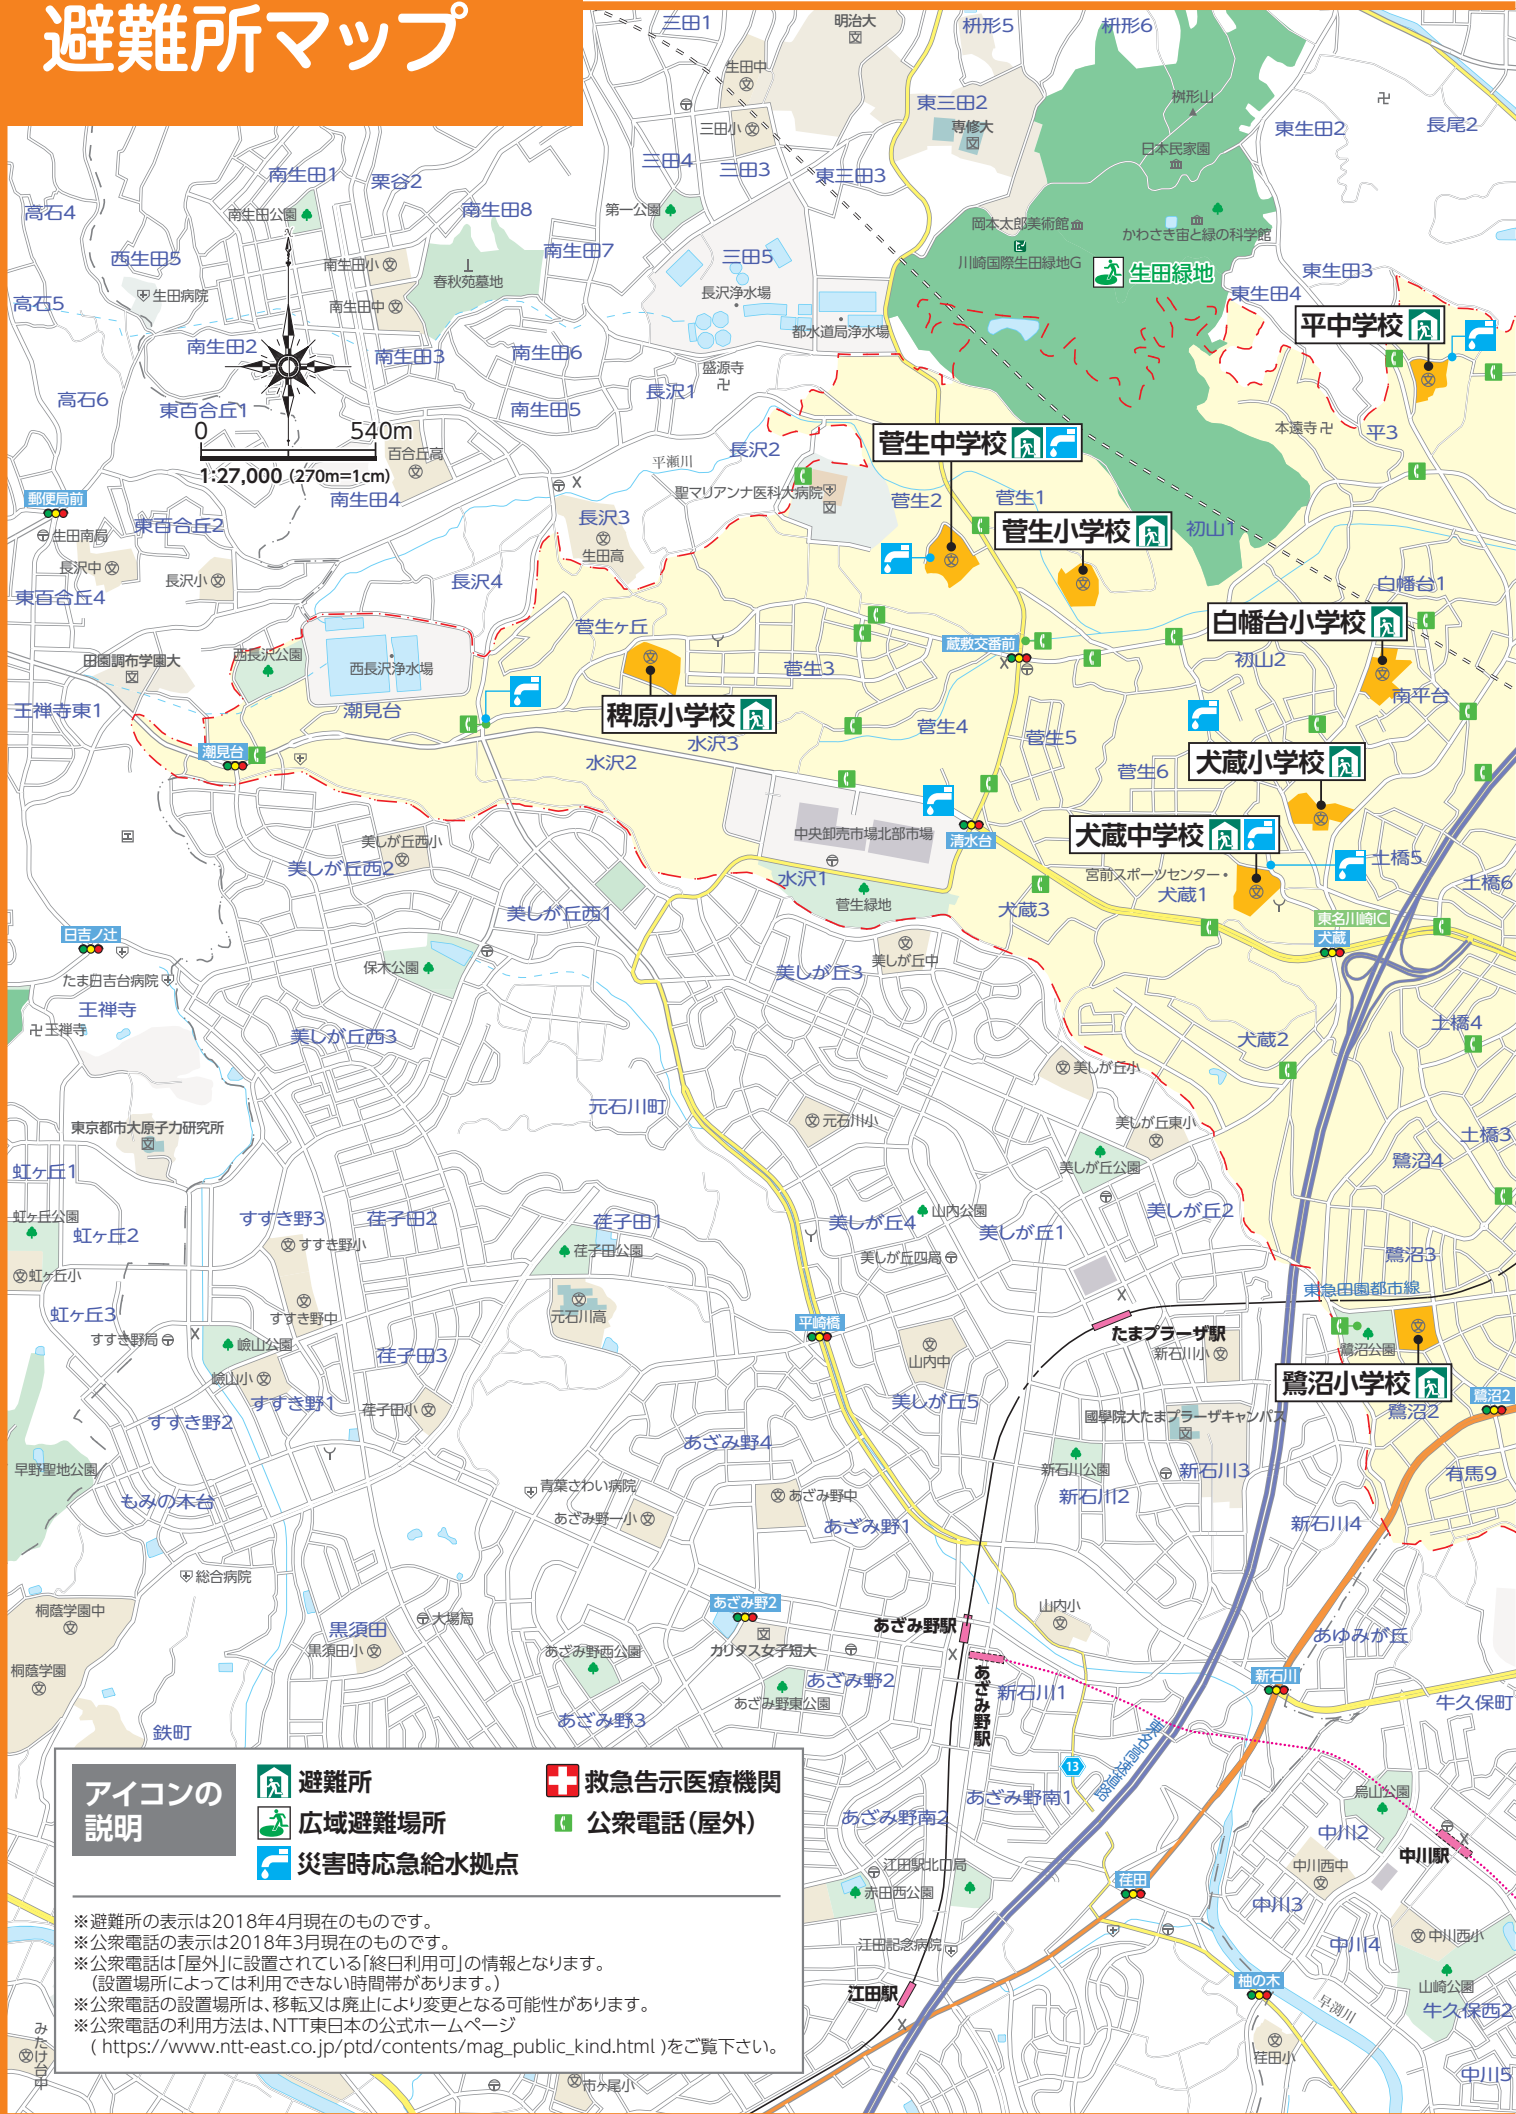 避難所マップ
三田1
明治大
枡形5
枡形6
生田中
東三田2
桝形山
専修大
三田小
東生田2
長尾2
日本民家園
三田4
三田3
東三田3
南生田1
栗谷2
高石4
南生田公園
南生田8
第一公園
岡本太郎美術館
かわさき宙と緑の科学館
西生田5
南生田小
南生田7
三田5
川崎国際生田緑地G
生田緑地
春秋苑墓地
東生田3
高石5
生田病院
南生田中
長沢浄水場
東生田4
都水道局浄水場
平中学校
南生田2
南生田3
南生田6
盛源寺
高石6
東百合丘1
南生田5
長沢1
0
540m
1:27,000 (270m=1cm)
百合丘高
本遠寺
平3
菅生中学校
長沢2
平瀬川
郵便局前
南生田4
聖マリアンナ医科大病院
菅生2
菅生1
東百合丘2
長沢3
菅生小学校
初山1
生田南局
生田高
長沢中
長沢小
長沢4
白幡台1
東百合丘4
菅生ヶ丘
白幡台小学校
蔵敷交番前
田園調布学園大
西長沢公園
西長沢浄水場
菅生3
初山2
南平台
王禅寺東1
潮見台
稗原小学校
菅生4
水沢3
菅生5
潮見台
水沢2
犬蔵小学校
菅生6
中央卸売市場北部市場
清水台
犬蔵中学校
美しが丘西小
美しが丘西2
土橋5
宮前スポーツセンター
水沢1
犬蔵1
土橋6
菅生緑地
犬蔵3
美しが丘西1
東名川崎IC
日吉ノ辻
犬蔵
美しが丘中
保木公園
美しが丘3
たま日吉台病院
王禅寺
王禅寺
美しが丘西3
犬蔵2
土橋4
美しが丘小
元石川町
元石川小
美しが丘東小
東京都市大原子力研究所
土橋3
鷺沼4
虹ヶ丘1
美しが丘公園
虹ヶ丘公園
すすき野3
荏子田2
荏子田1
山内公園
美しが丘2
虹ヶ丘2
美しが丘4
美しが丘1
すすき野小
荏子田公園
美しが丘四局
鷺沼3
虹ヶ丘小
東急田園都市線
虹ヶ丘3
すすき野中
元石川高
平崎橋
たまプラーザ駅
すすき野局
嶮山公園
荏子田3
山内中
新石川小
鷺沼公園
嶮山小
鷺沼小学校
すすき野1
荏子田小
美しが丘5
鷺沼2
鷺沼2
すすき野2
國學院大たまプラーザキャンパス
あざみ野4
早野聖地公園
新石川公園
新石川3
有馬9
青葉さわい病院
もみの木台
あざみ野中
新石川2
あざみ野一小
あざみ野1
新石川4
総合病院
桐蔭学園中
あざみ野2
山内小
大場局
黒須田
あざみ野駅
あゆみが丘
黒須田小
あざみ野西公園
カリタス女子短大
桐蔭学園
あざみ野2
新石川
あざみ野駅
新石川1
あざみ野東公園
牛久保町
あざみ野3
鉄町
東名高速道路
13
アイコンの
説明
避難所
救急告示医療機関
広域避難場所
公衆電話(屋外)
災害時応急給水拠点
あざみ野南1
烏山公園
あざみ野南2
中川2
中川駅
江田駅北口局
中川西中
赤田西公園
荏田
中川3
※避難所の表示は2018年4月現在のものです。
※公衆電話の表示は2018年3月現在のものです。
※公衆電話は「屋外」に設置されている「終日利用可」の情報となります。
(設置場所によっては利用できない時間帯があります。)
※公衆電話の設置場所は、移転又は廃止により変更となる可能性があります。
※公衆電話の利用方法は、NTT東日本の公式ホームページ
( https://www.ntt-east.co.jp/ptd/contents/mag_public_kind.html )をご覧下さい。
江田記念病院
中川4
中川西小
柚の木
山崎公園
江田駅
早渕川
牛久保西2
みたけ台中
荏田小
中川5
市ヶ尾小